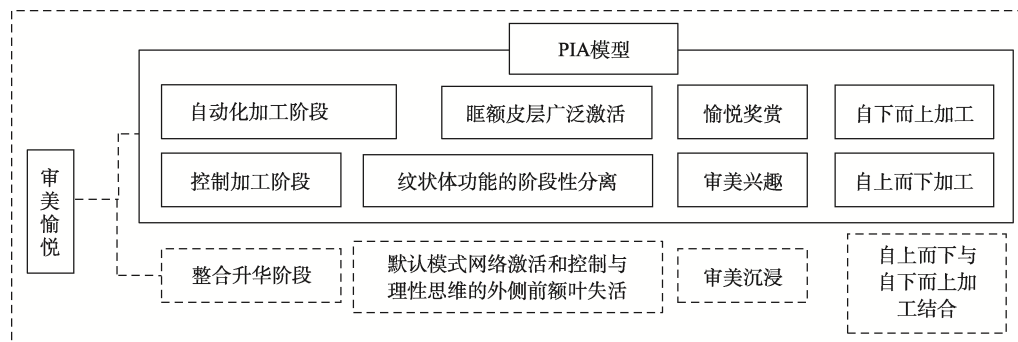 PIA模型
自动化加工阶段
眶额皮层广泛激活
愉悦奖赏
自下而上加工
控制加工阶段
纹状体功能的阶段性分离
审美兴趣
自上而下加工
审美愉悦
整合升华阶段
默认模式网络激活和控制与
理性思维的外侧前额叶失活
审美沉浸
自上而下与
自下而上加
工结合